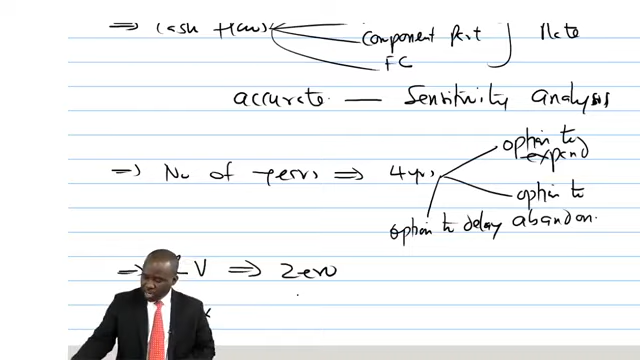 ⇒ Cash flows Component Part Note
FC
accurate — Sensitivity analysis
option to
expand
⇒ No of years ⇒ 4yrs
option to
abandon.
option to delay
V ⇒ Zero